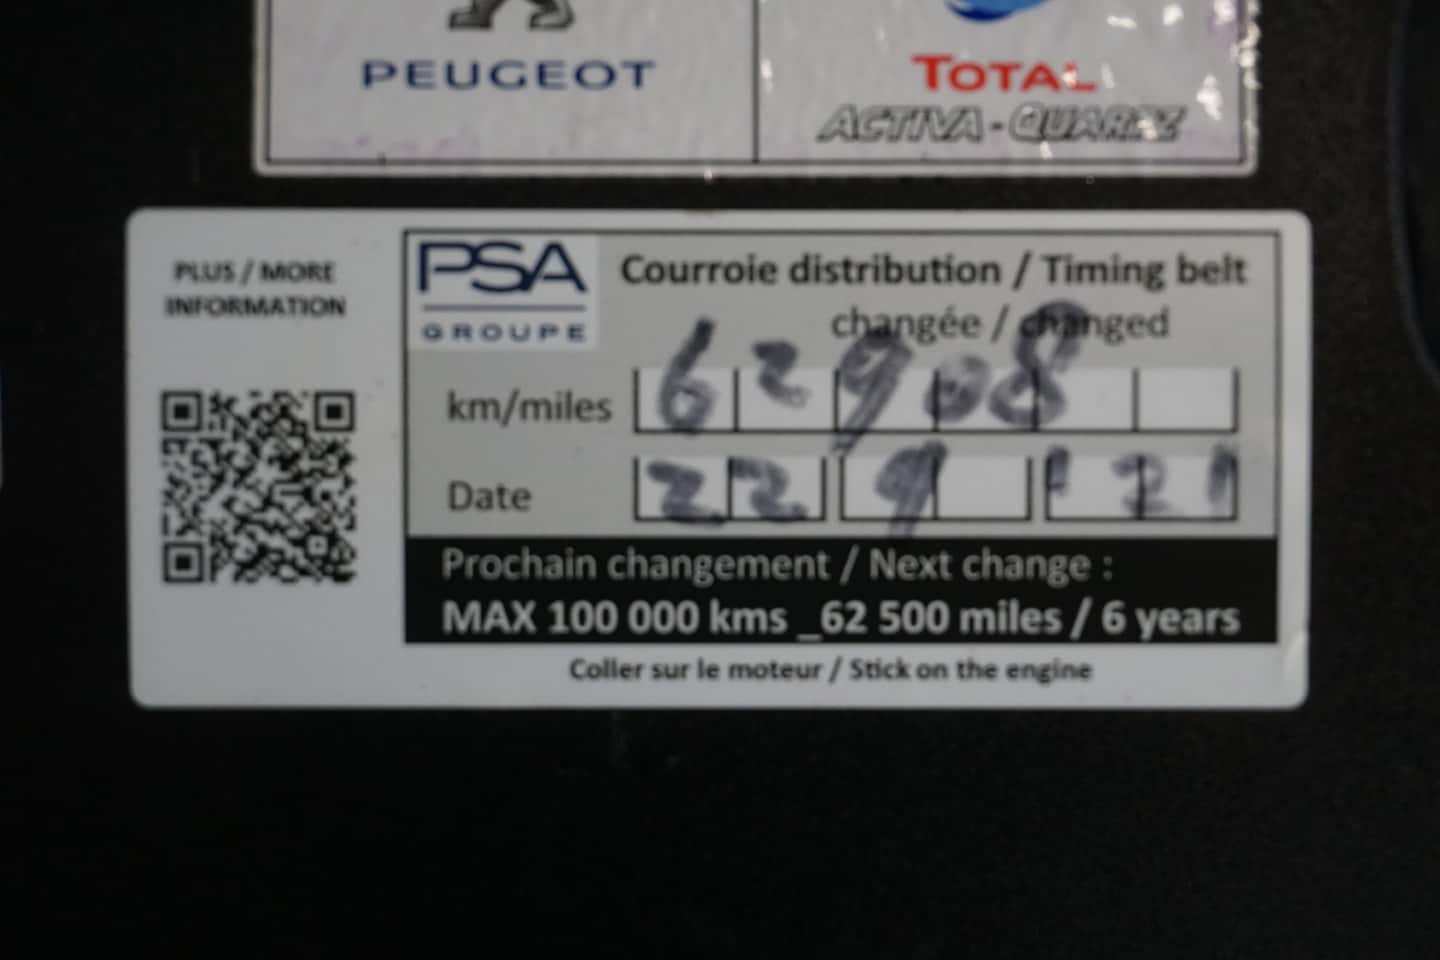 PEUGEOT
TOTAL
ACTIVA - QUARTZ
PLUS / MORE
INFORMATION
PSA
GROUPE
Courroie distribution / Timing belt
changée / changed
km/miles 62908
Date 22 9 '21
Prochain changement / Next change :
MAX 100 000 kms _62 500 miles / 6 years
Coller sur le moteur / Stick on the engine